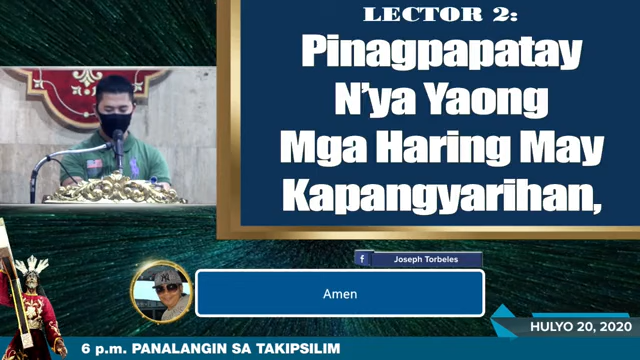 LECTOR 2:
Pinagpapatay
N'ya Yaong
Mga Haring May
Kapangyarihan,
Joseph Torbeles
Amen
HULYO 20, 2020
6 p.m. PANALANGIN SA TAKIPSILIM